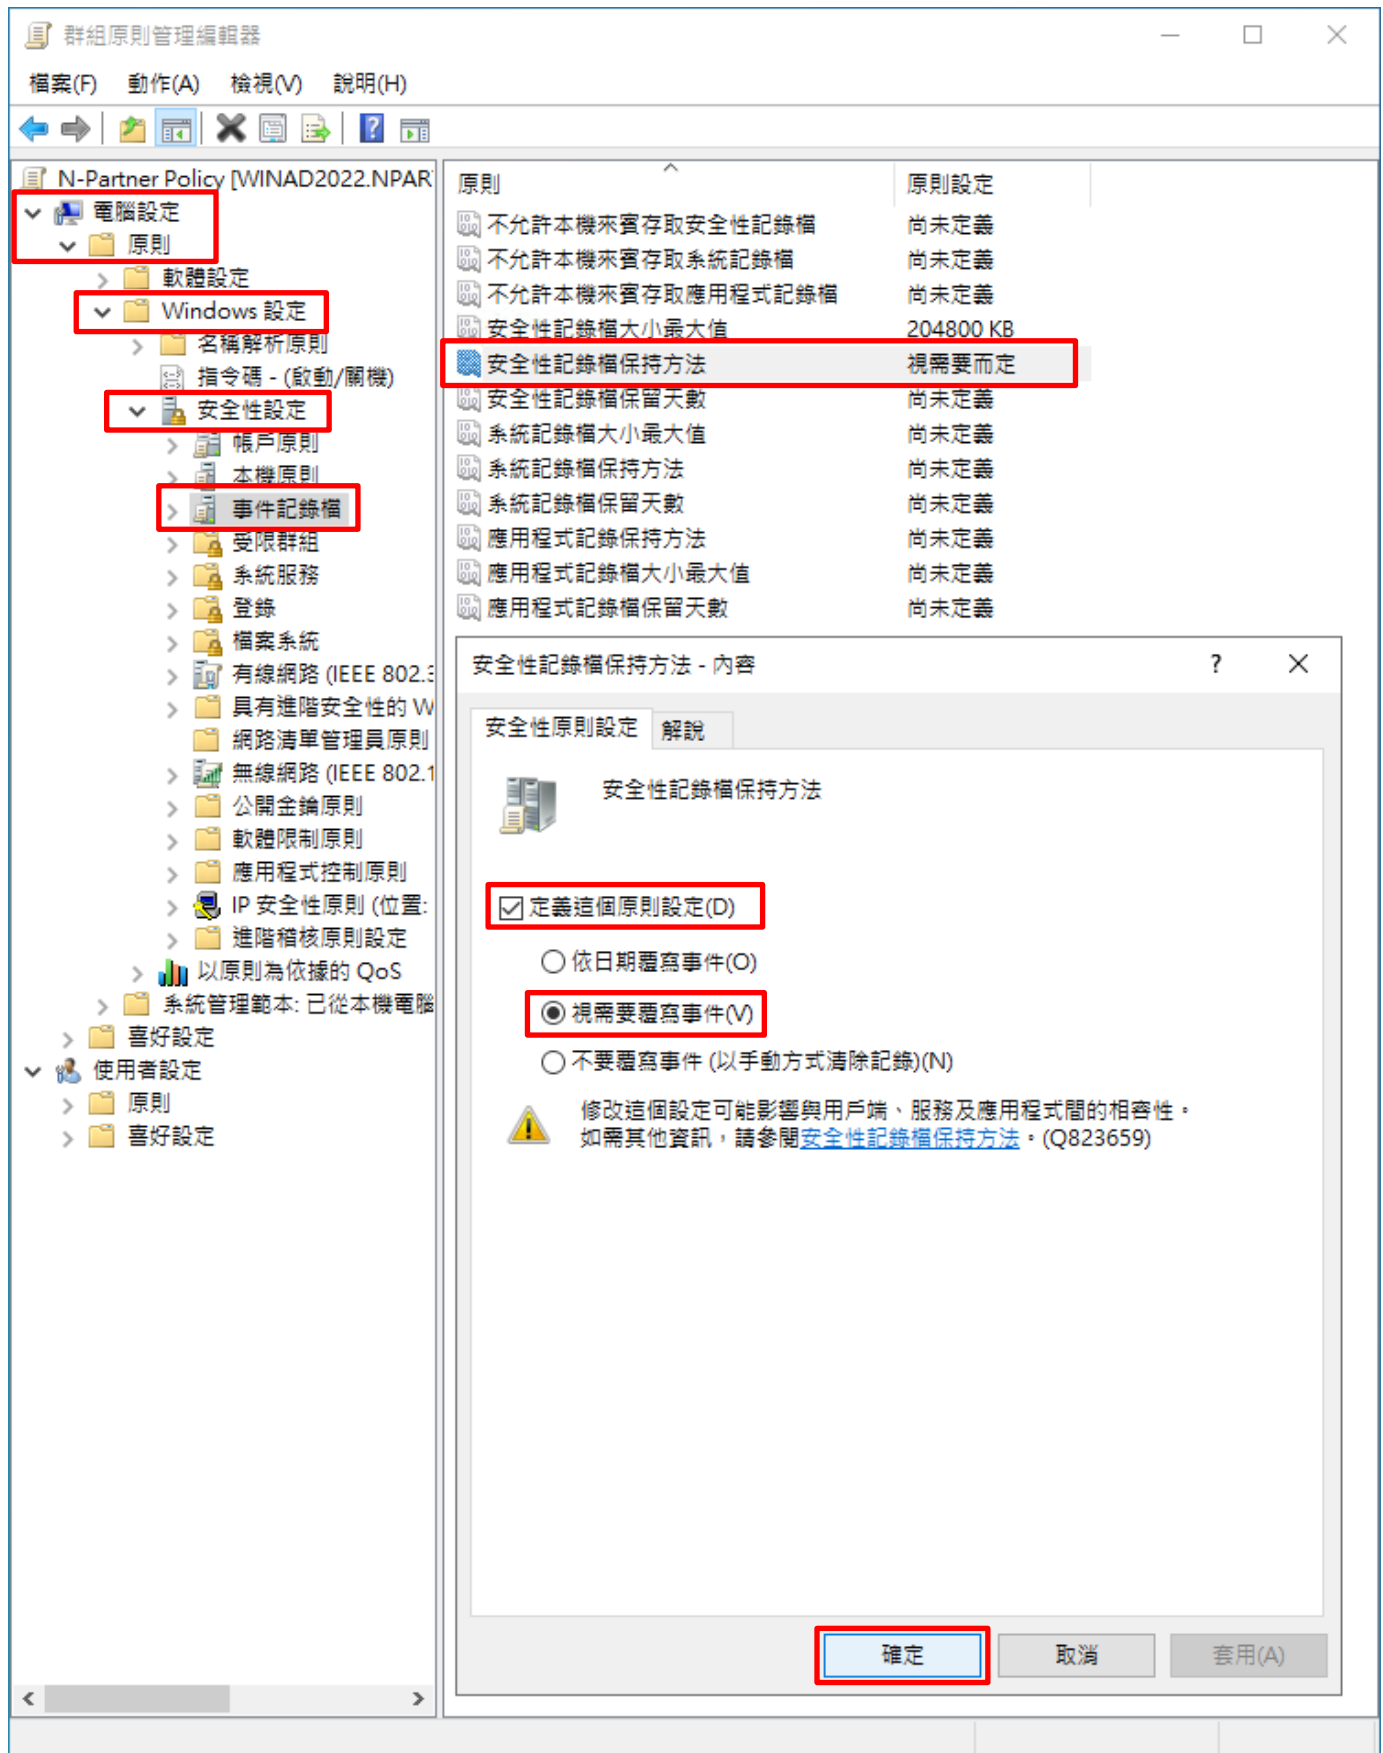 群組原則管理編輯器
檔案(F) 動作(A) 檢視(V) 說明(H)
N-Partner Policy [WINAD2022.NPAR
電腦設定
原則
軟體設定
Windows 設定
名稱解析原則
指令碼 - (啟動/關機)
安全性設定
帳戶原則
本機原則
事件記錄檔
受限群組
系統服務
登錄
檔案系統
有線網路 (IEEE 802.3
具有進階安全性的 W
網路清單管理員原則
無線網路 (IEEE 802.1
公開金鑰原則
軟體限制原則
應用程式控制原則
IP 安全性原則 (位置:
進階稽核原則設定
以原則為依據的 QoS
系統管理範本: 已從本機電腦
喜好設定
使用者設定
原則
喜好設定
原則 原則設定
不允許本機來賓存取安全性記錄檔 尚未定義
不允許本機來賓存取系統記錄檔 尚未定義
不允許本機來賓存取應用程式記錄檔 尚未定義
安全性記錄檔大小最大值 204800 KB
安全性記錄檔保持方法 視需要而定
安全性記錄檔保留天數 尚未定義
系統記錄檔大小最大值 尚未定義
系統記錄檔保持方法 尚未定義
系統記錄檔保留天數 尚未定義
應用程式記錄保持方法 尚未定義
應用程式記錄檔大小最大值 尚未定義
應用程式記錄檔保留天數 尚未定義
安全性記錄檔保持方法 - 內容
安全性原則設定 解說
安全性記錄檔保持方法
定義這個原則設定(D)
依日期覆寫事件(O)
視需要覆寫事件(V)
不要覆寫事件 (以手動方式清除記錄)(N)
修改這個設定可能影響與用戶端、服務及應用程式間的相容性。
如需其他資訊，請參閱安全性記錄檔保持方法。(Q823659)
確定 取消 套用(A)